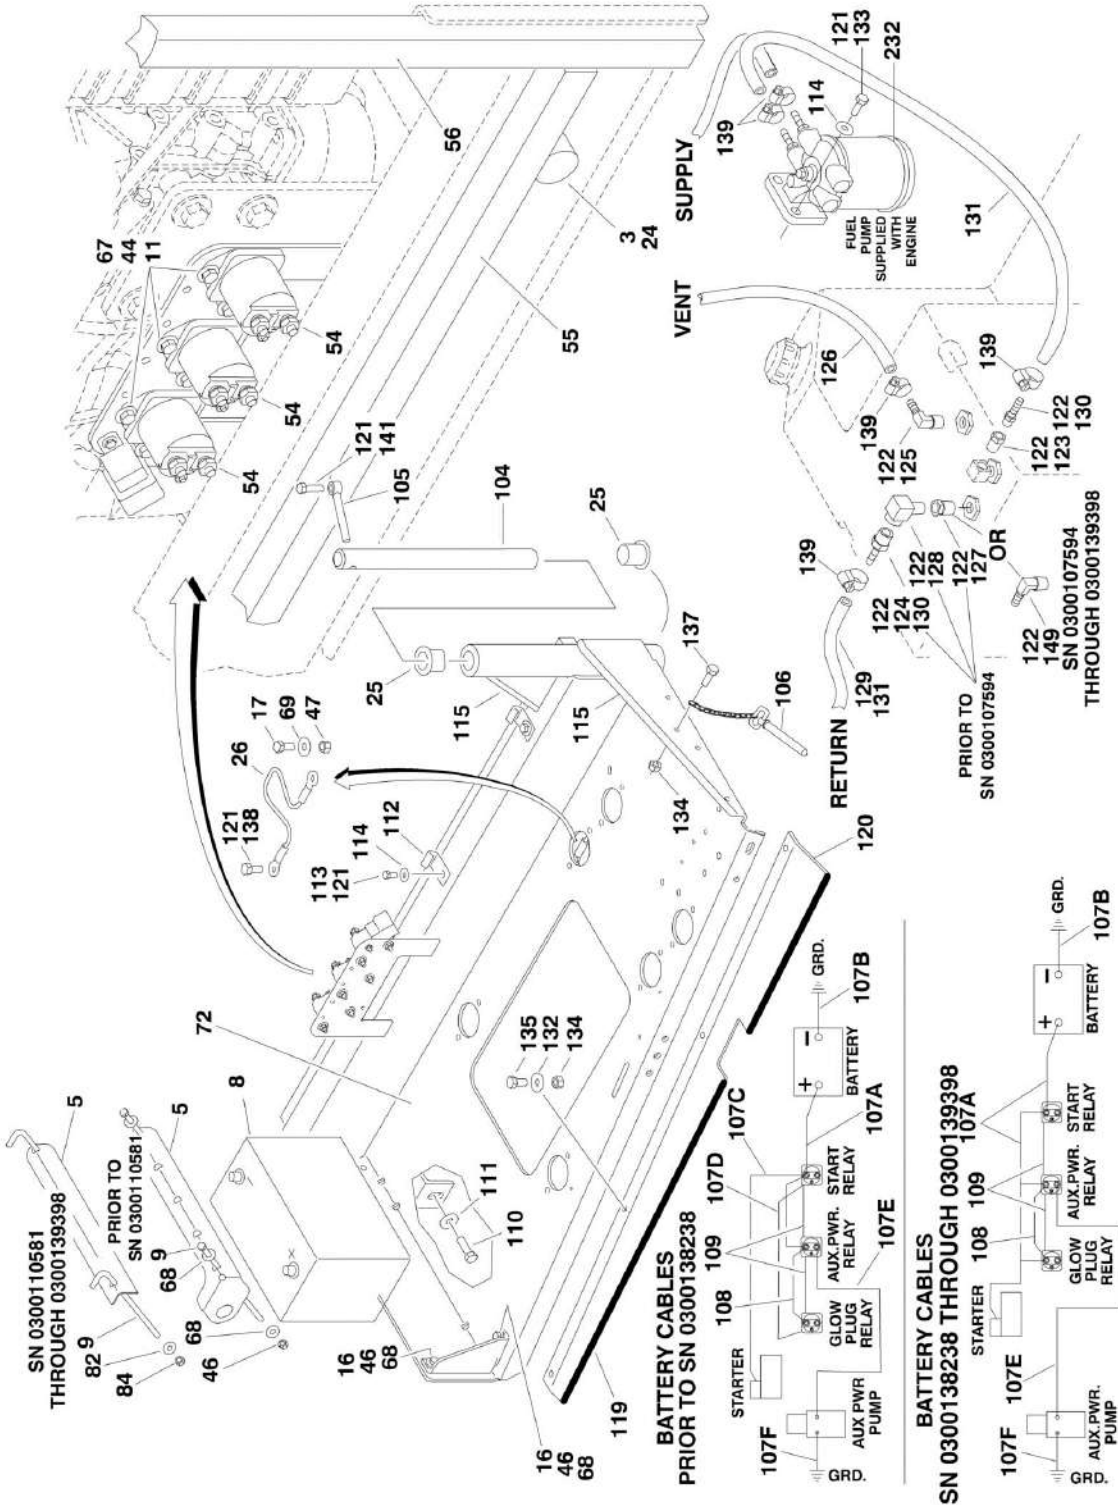 SN 0300110581
THROUGH 0300139398
5
PRIOR TO
SN 0300110581
5
9
82
84
9
68
68
46
8
72
16
46
68
16
46
68
111
110
119
135
132
134
120
113
121
114
112
121
138
26
17
69
47
115
25
115
25
104
105
121
141
137
106
134
67
44
11
54
54
54
56
3
24
55
SUPPLY
139
114
121
133
232
FUEL
PUMP
SUPPLIED
WITH
ENGINE
131
VENT
126
139
122
125
139
122
130
122
123
139
122
128
122
127
OR
122
124
130
129
131
RETURN
PRIOR TO
SN 0300107594
122
149
SN 0300107594
THROUGH 0300139398
BATTERY CABLES
PRIOR TO SN 0300138238
107C
107D
107B
GRD.
BATTERY
+
−
107A
START
RELAY
109
AUX.PWR.
RELAY
107E
108
GLOW
PLUG
RELAY
STARTER
107F
AUX PWR
PUMP
GRD.
BATTERY CABLES
SN 0300138238 THROUGH 0300139398
107A
107B
GRD.
BATTERY
+
−
START
RELAY
109
AUX.PWR.
RELAY
108
GLOW
PLUG
RELAY
STARTER
107E
107F
AUX.PWR.
PUMP
GRD.